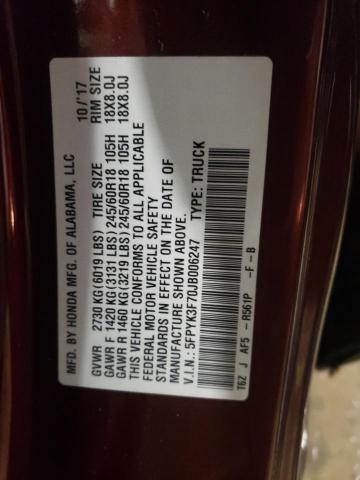 MFD. BY HONDA MFG. OF ALABAMA, LLC 10/'17
GVWR 2730 KG(6019 LBS) TIRE SIZE RIM SIZE
GAWR F 1420 KG(3131 LBS) 245/60R18 105H 18X8.0J
GAWR R 1460 KG(3219 LBS) 245/60R18 105H 18X8.0J
THIS VEHICLE CONFORMS TO ALL APPLICABLE
FEDERAL MOTOR VEHICLE SAFETY
STANDARDS IN EFFECT ON THE DATE OF
MANUFACTURE SHOWN ABOVE.
V.I.N.: 5FPYK3F70JB006247 TYPE: TRUCK
T6Z J AF5 - R561P -F -B